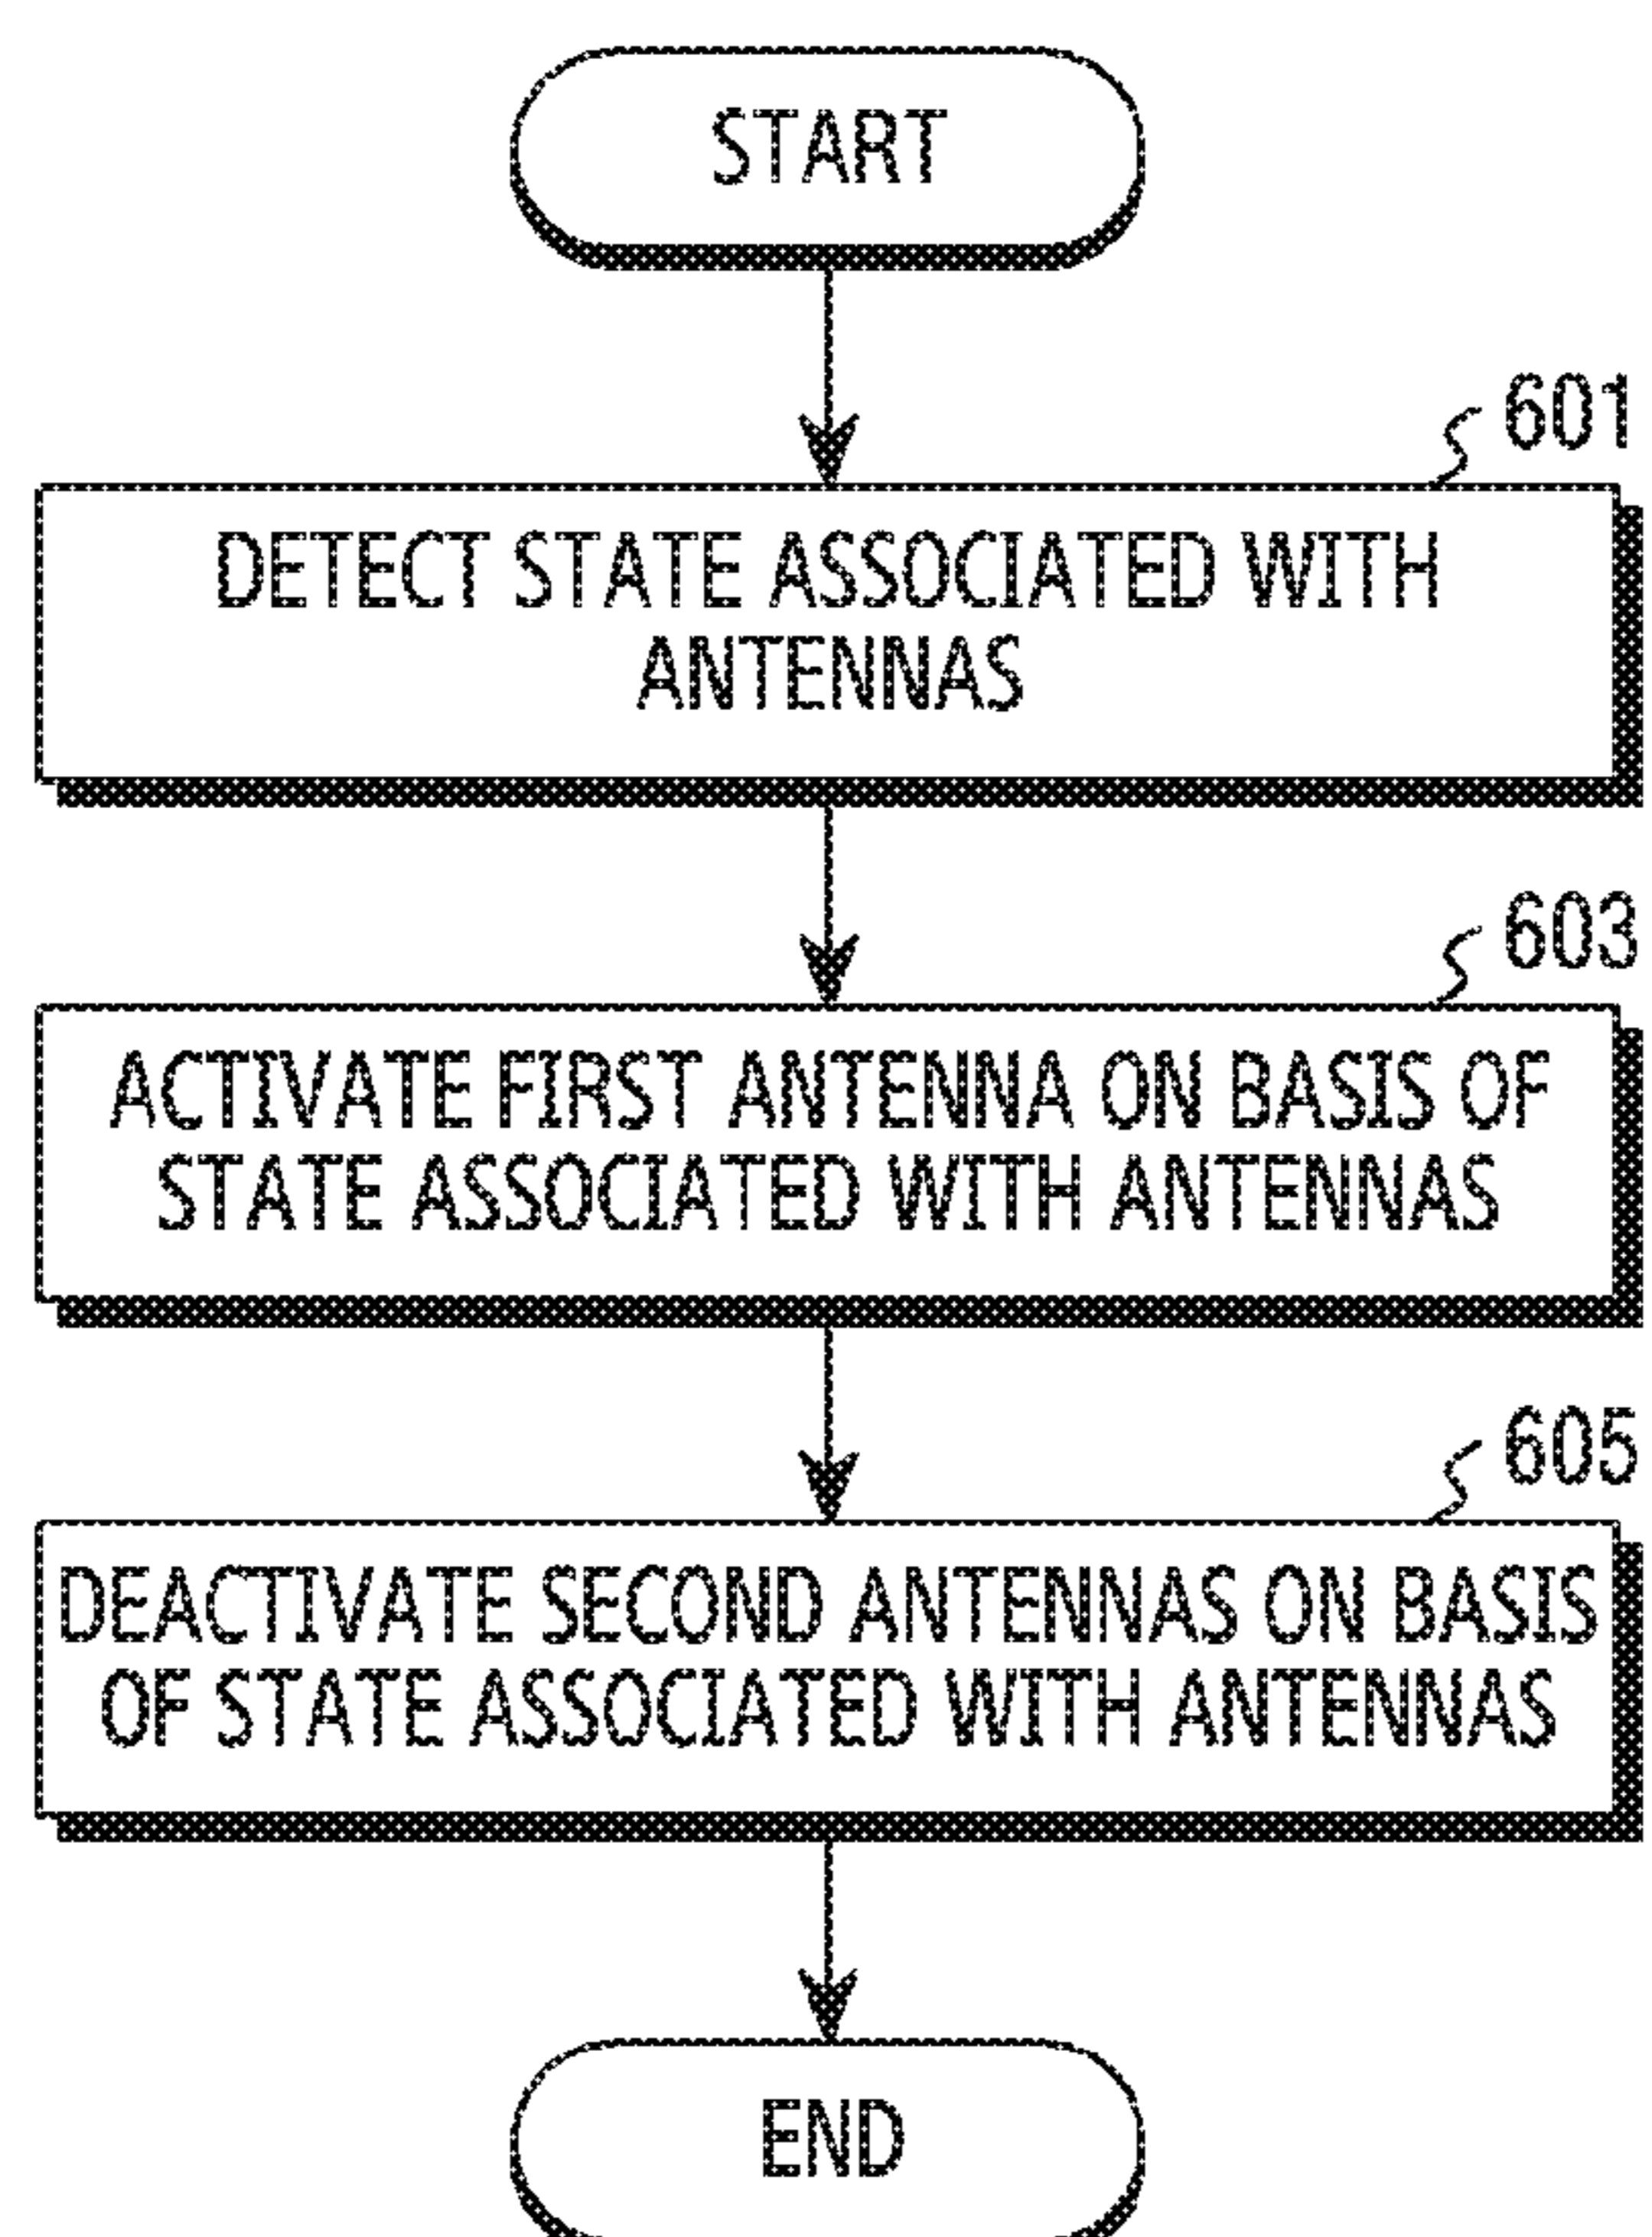 START
601
DETECT STATE ASSOCIATED WITH
ANTENNAS
603
ACTIVATE FIRST ANTENNA ON BASIS OF
STATE ASSOCIATED WITH ANTENNAS
605
DEACTIVATE SECOND ANTENNAS ON BASIS
OF STATE ASSOCIATED WITH ANTENNAS
END